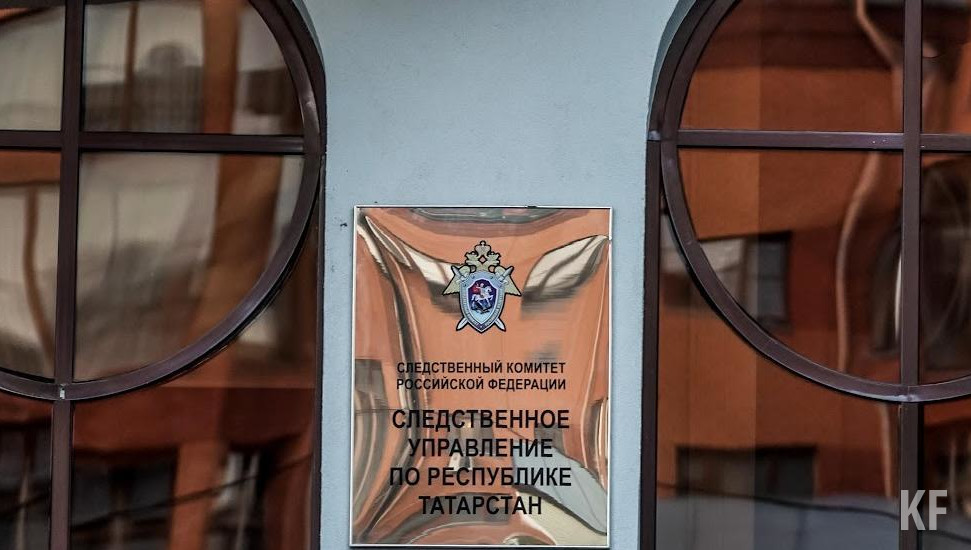 СЛЕДСТВЕННЫЙ КОМИТЕТ
РОССИЙСКОЙ ФЕДЕРАЦИИ
СЛЕДСТВЕННОЕ
УПРАВЛЕНИЕ
ПО РЕСПУБЛИКЕ
ТАТАРСТАН
KF